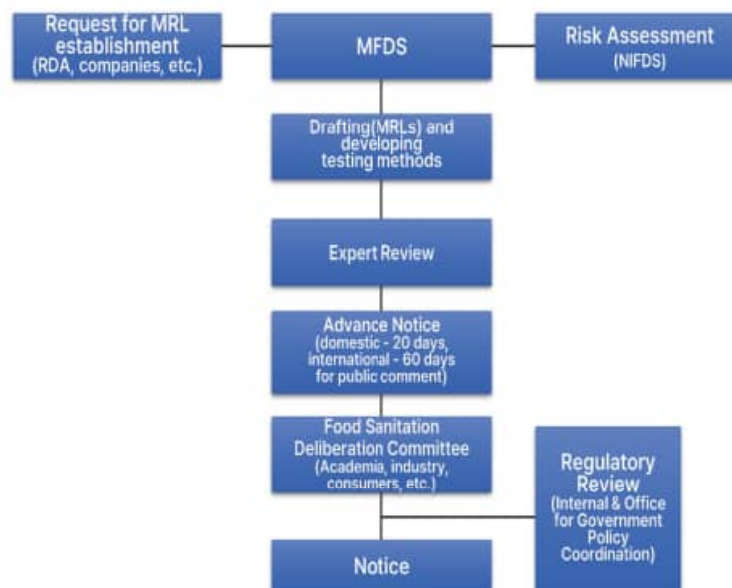 Request for MRL
establishment
(RDA, companies, etc.)
MFDS
Risk Assessment
(NIFDS)
Drafting(MRLs) and
developing
testing methods
Expert Review
Advance Notice
(domestic - 20 days,
international - 60 days
for public comment)
Food Sanitation
Deliberation Committee
(Academia, industry,
consumers, etc.)
Regulatory
Review
(Internal & Office
for Government
Policy
Coordination)
Notice